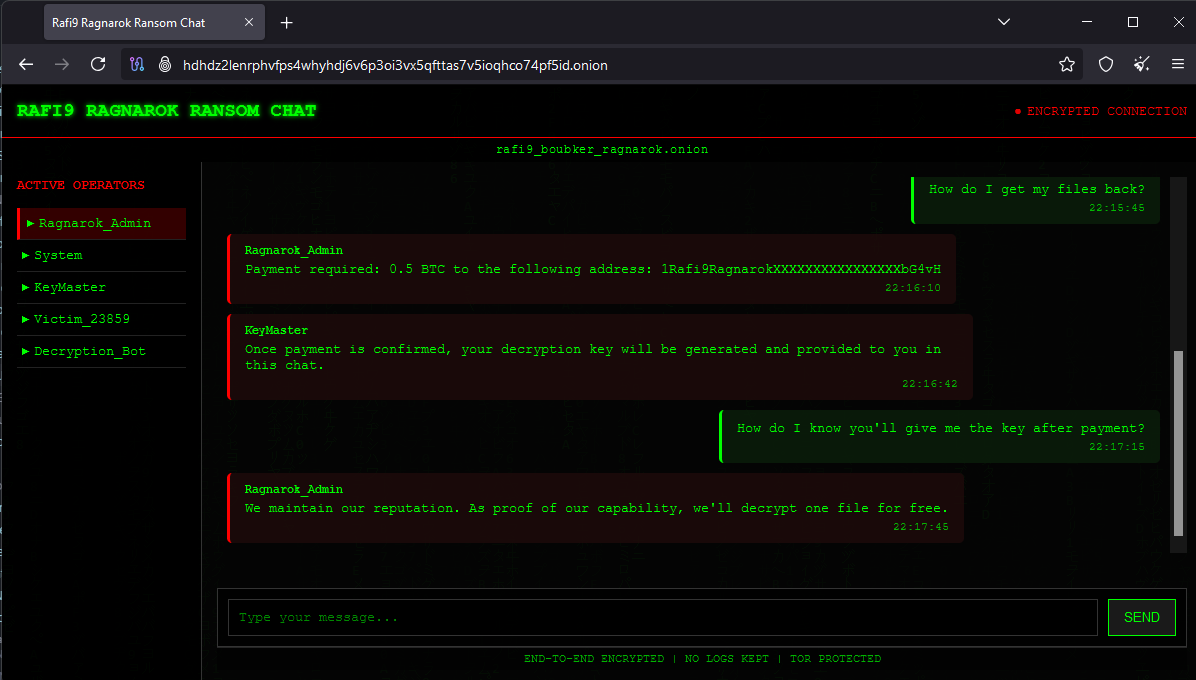 Rafi9 Ragnarok Ransom Chat
hdhdz2lenrphvfps4whyhdj6v6p3oi3vx5qfttas7v5ioqhco74pf5id.onion
RAFI9 RAGNAROK RANSOM CHAT
ENCRYPTED CONNECTION
rafi9_boubker_ragnarok.onion
ACTIVE OPERATORS
Ragnarok_Admin
System
KeyMaster
Victim_23859
Decryption_Bot
How do I get my files back?
22:15:45
Ragnarok_Admin
Payment required: 0.5 BTC to the following address: 1Rafi9RagnarokXXXXXXXXXXXXXXXXbG4vH
22:16:10
KeyMaster
Once payment is confirmed, your decryption key will be generated and provided to you in
this chat.
22:16:42
How do I know you'll give me the key after payment?
22:17:15
Ragnarok_Admin
We maintain our reputation. As proof of our capability, we'll decrypt one file for free.
22:17:45
Type your message...
SEND
END-TO-END ENCRYPTED | NO LOGS KEPT | TOR PROTECTED